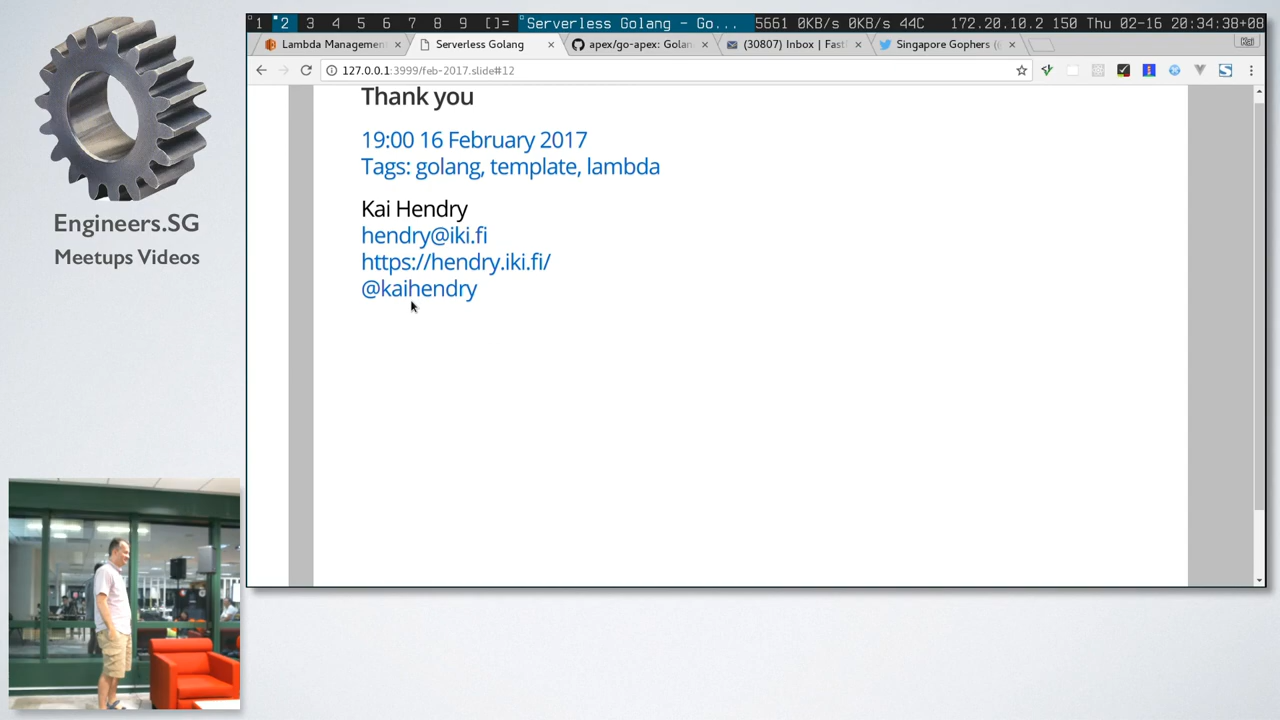 Engineers.SG
Meetups Videos
1 2 3 4 5 6 7 8 9 []= Serverless Golang - Go... 5661 0KB/s 0KB/s 44C 172.20.10.2 150 Thu 02-16 20:34:38+08
Lambda Management Serverless Golang apex/go-apex: Golan (30807) Inbox | Fast Singapore Gophers (@ Kai
127.0.0.1:3999/feb-2017.slide#12
Thank you
19:00 16 February 2017
Tags: golang, template, lambda
Kai Hendry
hendry@iki.fi
https://hendry.iki.fi/
@kaihendry